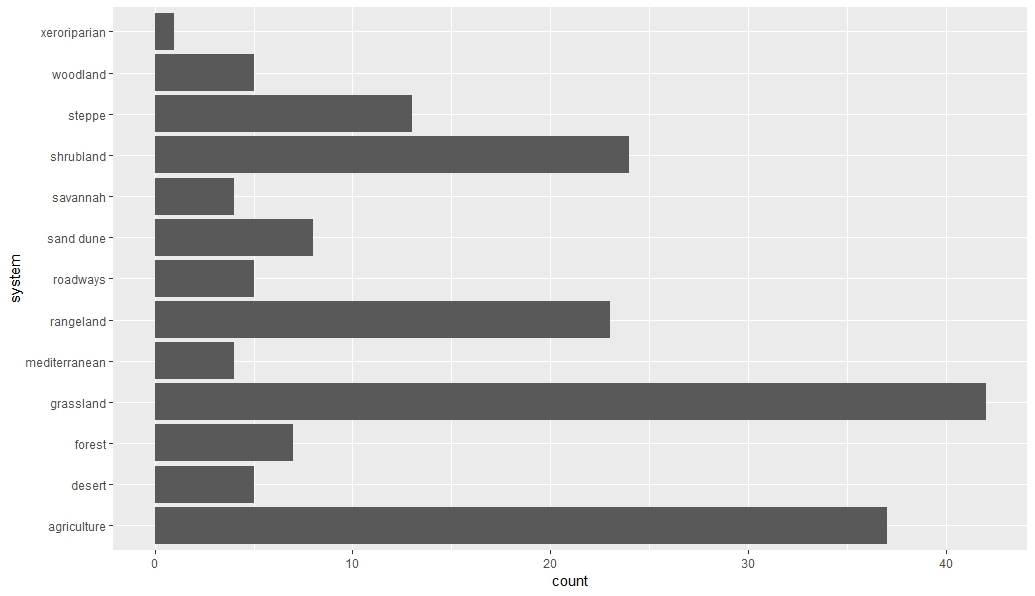 xeroriparian
woodland
steppe
shrubland
savannah
sand dune
roadways
rangeland
mediterranean
grassland
forest
desert
agriculture
system
0 10 20 30 40
count